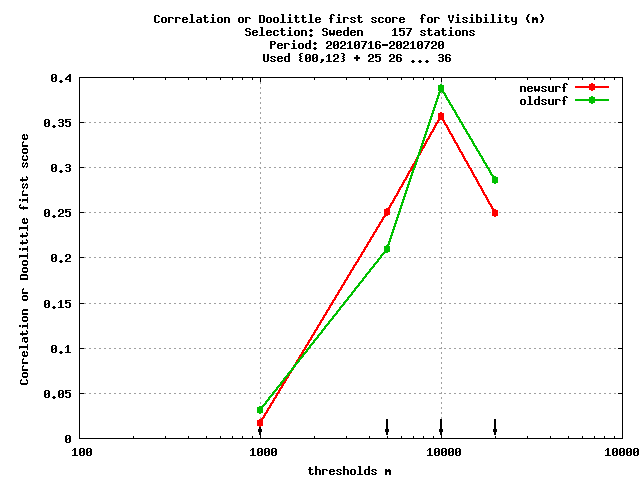 Correlation or Doolittle first score  for Visibility (m)
Selection: Sweden    157 stations
Period: 20210716-20210720
Used {00,12} + 25 26 ... 36
newsurf
oldsurf
Correlation or Doolittle first score
0.4
0.35
0.3
0.25
0.2
0.15
0.1
0.05
0
100
1000
10000
100000
thresholds m